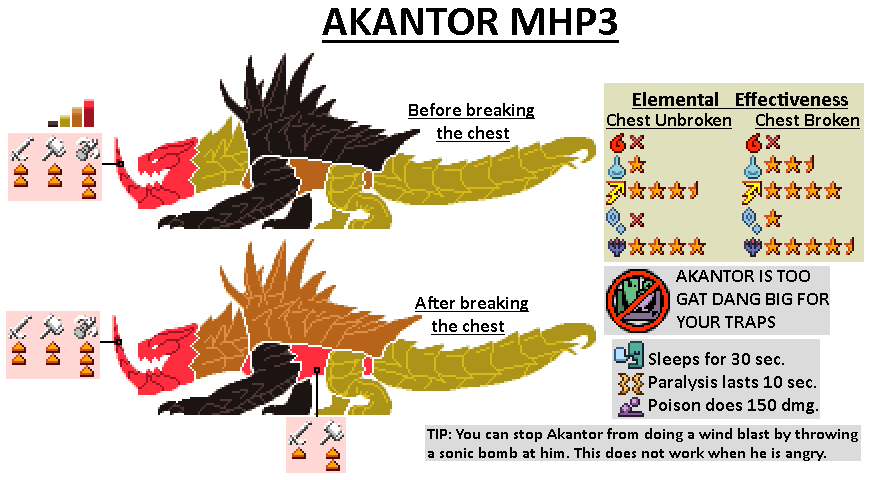 AKANTOR MHP3
Before breaking
the chest
Elemental Effectiveness
Chest Unbroken Chest Broken
AKANTOR IS TOO
GAT DANG BIG FOR
YOUR TRAPS
After breaking
the chest
Sleeps for 30 sec.
Paralysis lasts 10 sec.
Poison does 150 dmg.
TIP: You can stop Akantor from doing a wind blast by throwing
a sonic bomb at him. This does not work when he is angry.